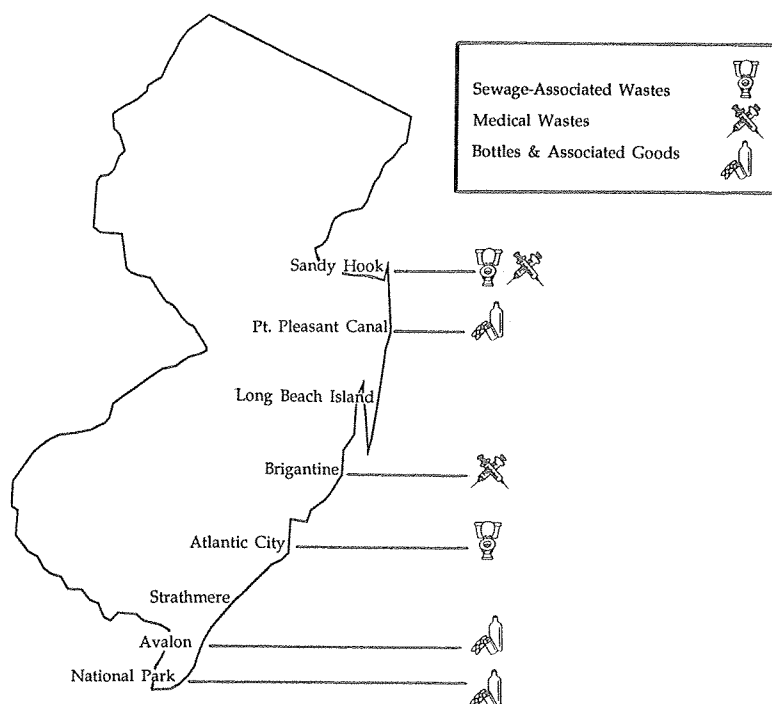 Sewage-Associated Wastes
Medical Wastes
Bottles & Associated Goods
Sandy Hook
Pt. Pleasant Canal
Long Beach Island
Brigantine
Atlantic City
Strathmere
Avalon
National Park